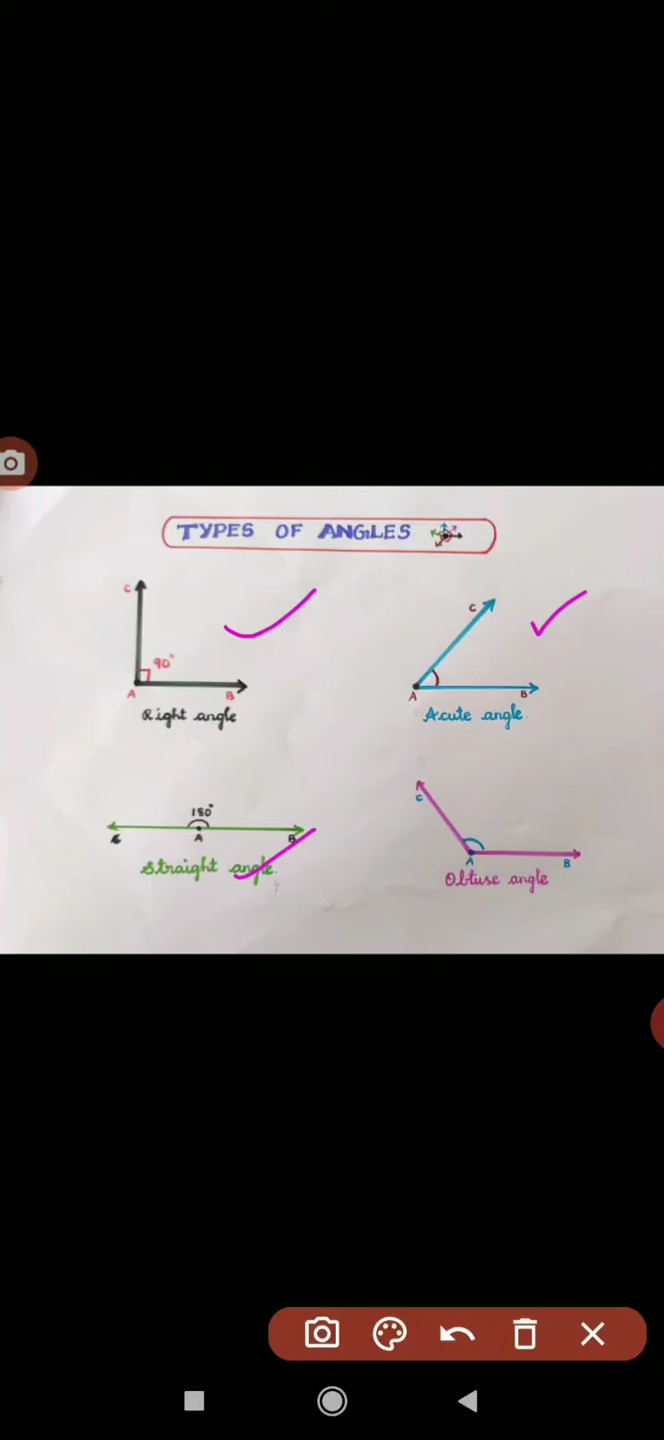 TYPES OF ANGLES
C
90°
A B
Right angle
C
A B
Acute angle
180°
A B
Straight angle.
C
A B
Obtuse angle